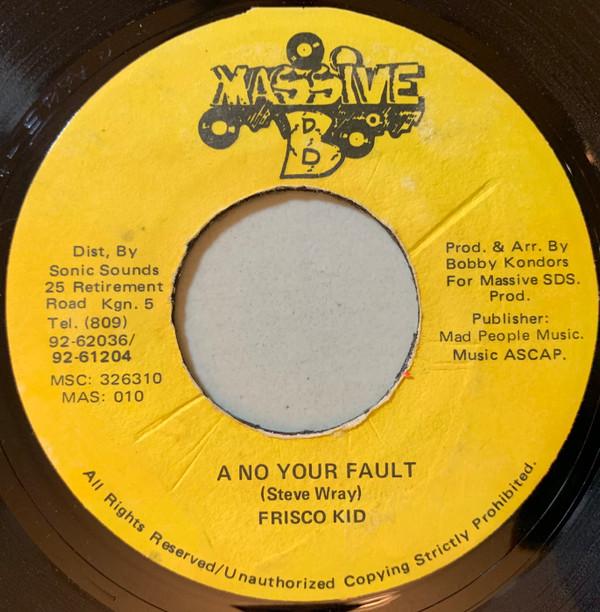 MASSIVE
B
D
D
Dist, By
Sonic Sounds
25 Retirement
Road Kgn. 5
Tel. (809)
92-62036/
92-61204
MSC: 326310
MAS: 010
Prod. & Arr. By
Bobby Kondors
For Massive SDS.
Prod.
Publisher:
Mad People Music.
Music ASCAP.
A NO YOUR FAULT
(Steve Wray)
FRISCO KID
All Rights Reserved/Unauthorized Copying Strictly Prohibited.